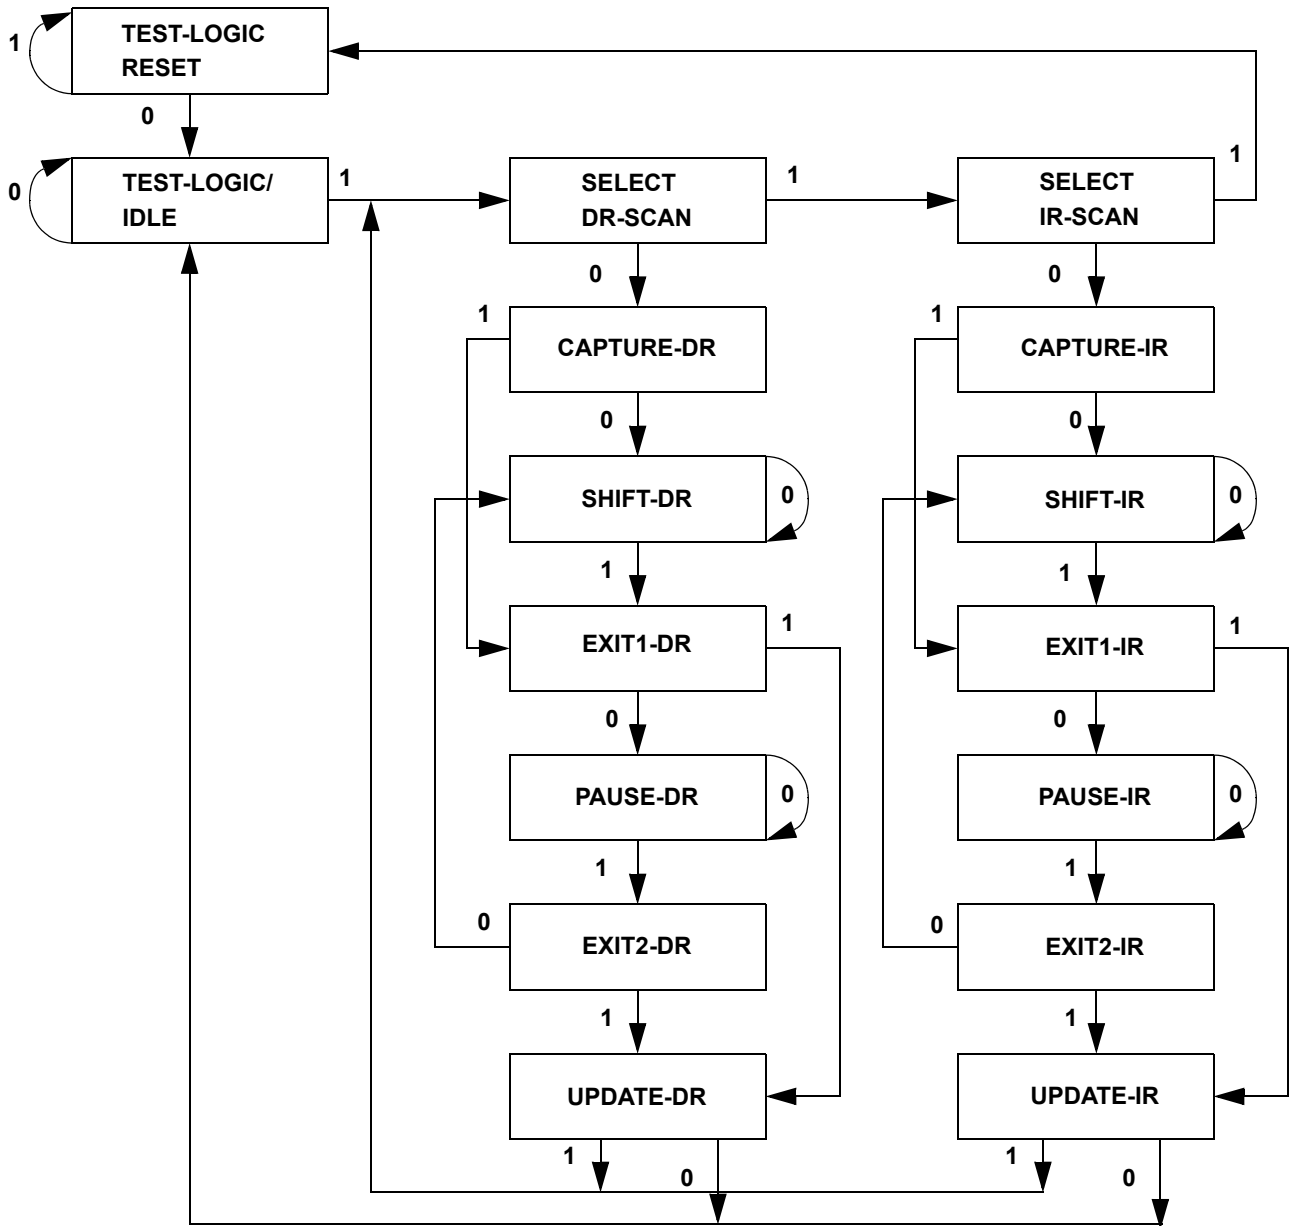 TEST-LOGIC
RESET
1
0
TEST-LOGIC/
IDLE
0
1
SELECT
DR-SCAN
1
SELECT
IR-SCAN
1
0
0
1
CAPTURE-DR
1
CAPTURE-IR
0
0
SHIFT-DR
0
SHIFT-IR
0
1
1
EXIT1-DR
1
EXIT1-IR
1
0
0
PAUSE-DR
0
PAUSE-IR
0
1
1
0
EXIT2-DR
0
EXIT2-IR
1
1
UPDATE-DR
UPDATE-IR
1
0
1
0